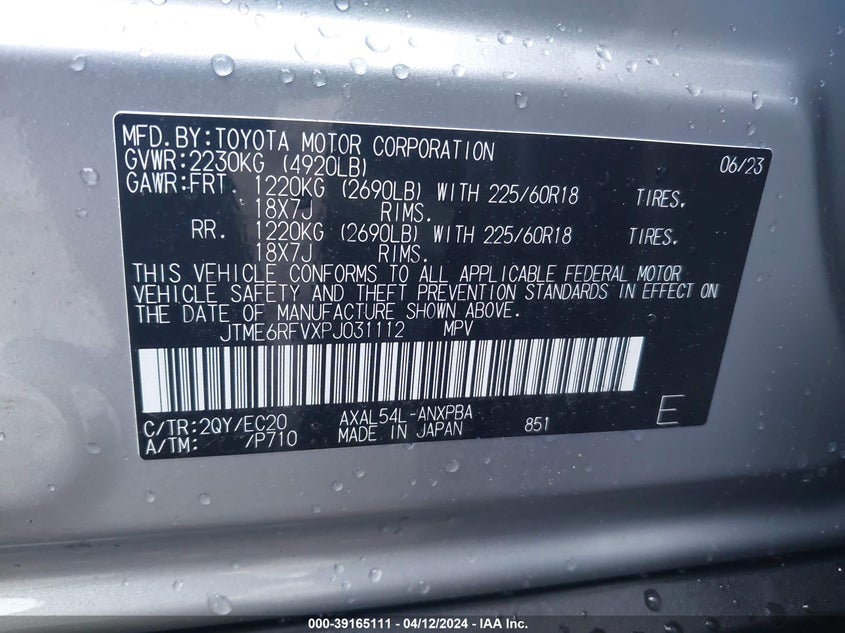 MFD.BY:TOYOTA MOTOR CORPORATION 06/23
GVWR:2230KG (4920LB)
GAWR:FRT. 1220KG (2690LB) WITH 225/60R18 TIRES,
18X7J RIMS.
RR. 1220KG (2690LB) WITH 225/60R18 TIRES,
18X7J RIMS.
THIS VEHICLE CONFORMS TO ALL APPLICABLE FEDERAL MOTOR
VEHICLE SAFETY AND THEFT PREVENTION STANDARDS IN EFFECT ON
THE DATE OF MANUFACTURE SHOWN ABOVE.
JTME6RFVXPJ031112 MPV
C/TR:2QY/EC20 AXAL54L-ANXPBA
A/TM: /P710 MADE IN JAPAN 851 E
000-39165111 - 04/12/2024 - IAA Inc.